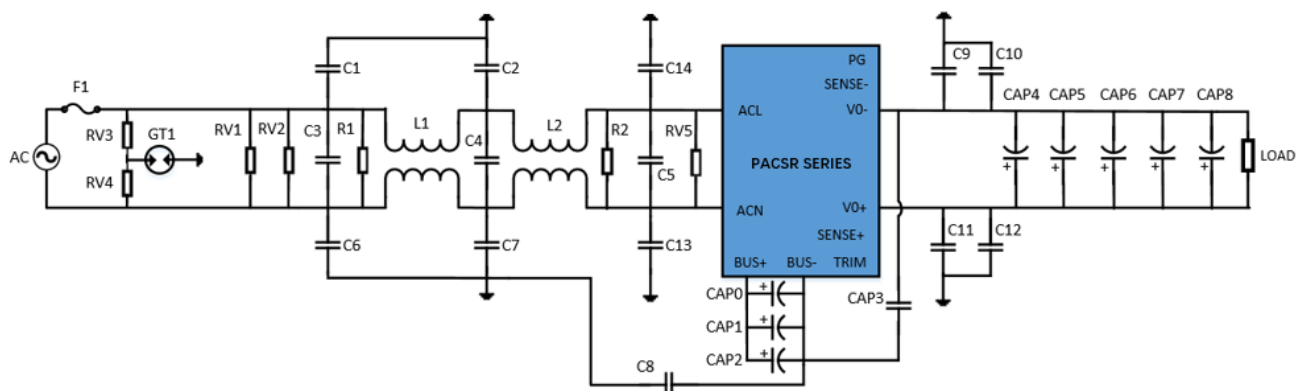 C1
C2
C14
PG
C9
C10
F1
SENSE-
CAP4
CAP5
CAP6
CAP7
CAP8
ACL
V0-
RV3
GT1
RV1
RV2
C3
R1
L1
C4
L2
R2
RV5
AC
PACSR SERIES
LOAD
RV4
C5
+
+
+
+
+
ACN
V0+
SENSE+
C6
C7
C13
C11
C12
BUS+
BUS-
TRIM
CAP0
+
CAP3
CAP1
+
CAP2
+
C8